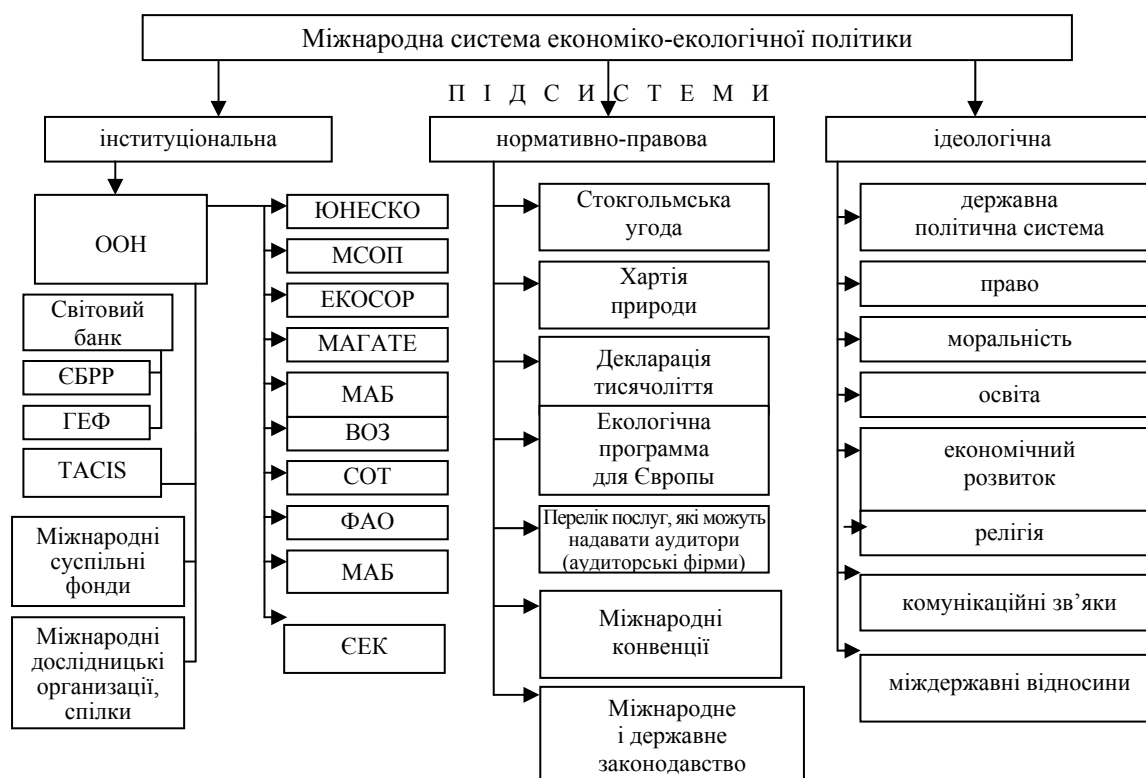 Міжнародна система економіко-екологічної політики
П І Д С И С Т Е М И
інституціональна
ООН
Світовий
банк
ЄБРР
ГЕФ
TACIS
Міжнародні
суспільні
фонди
Міжнародні
дослідницькі
организації,
спілки
ЮНЕСКО
МСОП
ЕКОСОР
МАГАТЕ
МАБ
ВОЗ
СОТ
ФАО
МАБ
ЄЕК
нормативно-правова
Стокгольмська
угода
Хартія
природи
Декларація
тисячоліття
Екологічна
программа
для Європы
Перелік послуг, які можуть
надавати аудитори
(аудиторські фірми)
Міжнародні
конвенції
Міжнародне
і державне
законодавство
ідеологічна
державна
політична система
право
моральність
освіта
економічний
розвиток
релігія
комунікаційні зв’яки
міждержавні відносини